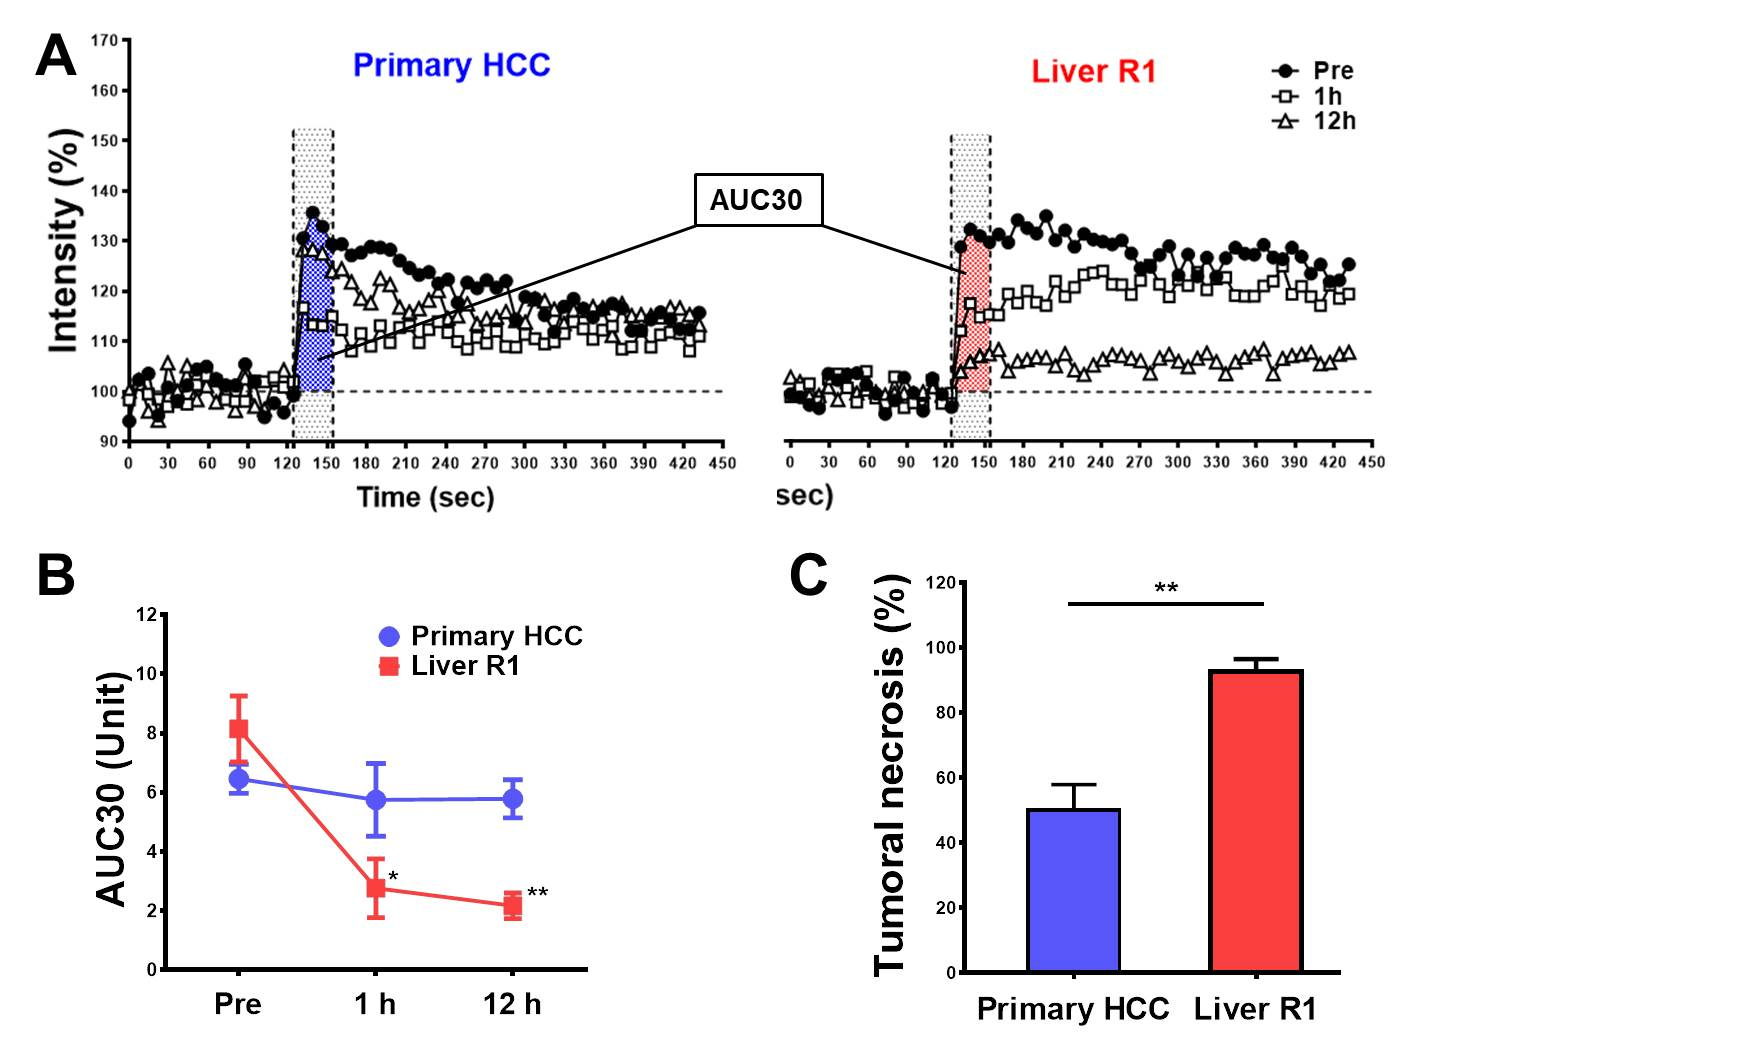 A
Primary HCC
Intensity (%)
170
160
150
140
130
120
110
100
90
0 30 60 90 120 150 180 210 240 270 300 330 360 390 420 450
Time (sec)
AUC30
Liver R1
Pre
1h
12h
0 30 60 90 120 150 180 210 240 270 300 330 360 390 420 450
sec)
B
AUC30 (Unit)
12
10
8
6
4
2
0
Primary HCC
Liver R1
*
**
Pre 1 h 12 h
C
Tumoral necrosis (%)
120
100
80
60
40
20
0
**
Primary HCC Liver R1